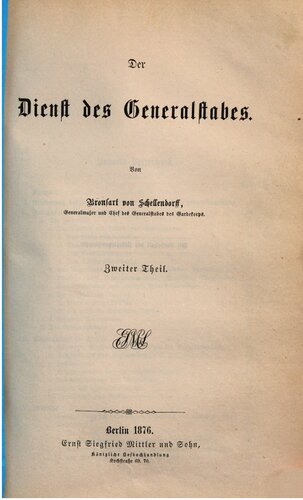 Der
Dienst des Generalstabes.
Von
Bronsart von Schellendorff,
Generalmajor und Chef des Generalstabes des Gardekorps.
Zweiter Theil.
Berlin 1876.
Ernst Siegfried Mittler und Sohn,
Königliche Hofbuchhandlung
Kochstraße 69. 70.